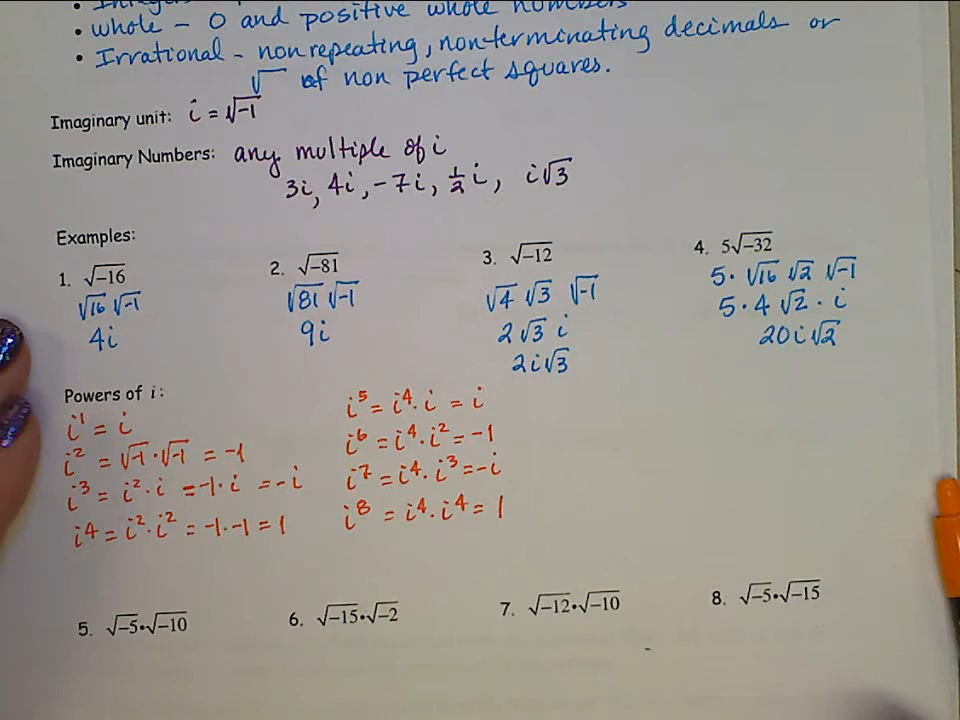 • whole – 0 and positive whole numbers
• Irrational – nonrepeating, nonterminating decimals or
√ of non perfect squares.
Imaginary unit: i = √-1
Imaginary Numbers: any multiple of i
3i, 4i, -7i, 1/2 i, i√3
Examples:
1. √-16
√16 √-1
4i
2. √-81
√81 √-1
9i
3. √-12
√4 √3 √-1
2√3 i
2i√3
4. 5√-32
5 · √16 √2 √-1
5 · 4 √2 · i
20i√2
Powers of i:
i¹ = i
i² = √-1 · √-1 = -1
i³ = i² · i = -1 · i = -i
i⁴ = i² · i² = -1 · -1 = 1
i⁵ = i⁴ · i = i
i⁶ = i⁴ · i² = -1
i⁷ = i⁴ · i³ = -i
i⁸ = i⁴ · i⁴ = 1
5. √-5 • √-10
6. √-15 • √-2
7. √-12 • √-10
8. √-5 • √-15